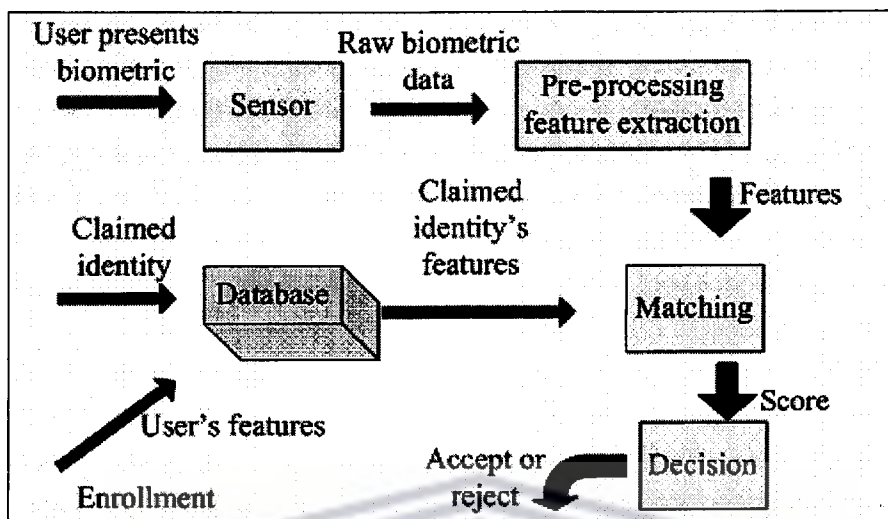 User presents
biometric
Sensor
Raw biometric
data
Pre-processing
feature extraction
Features
Claimed
identity
Database
Claimed
identity's
features
Matching
Score
User's features
Enrollment
Decision
Accept or
reject